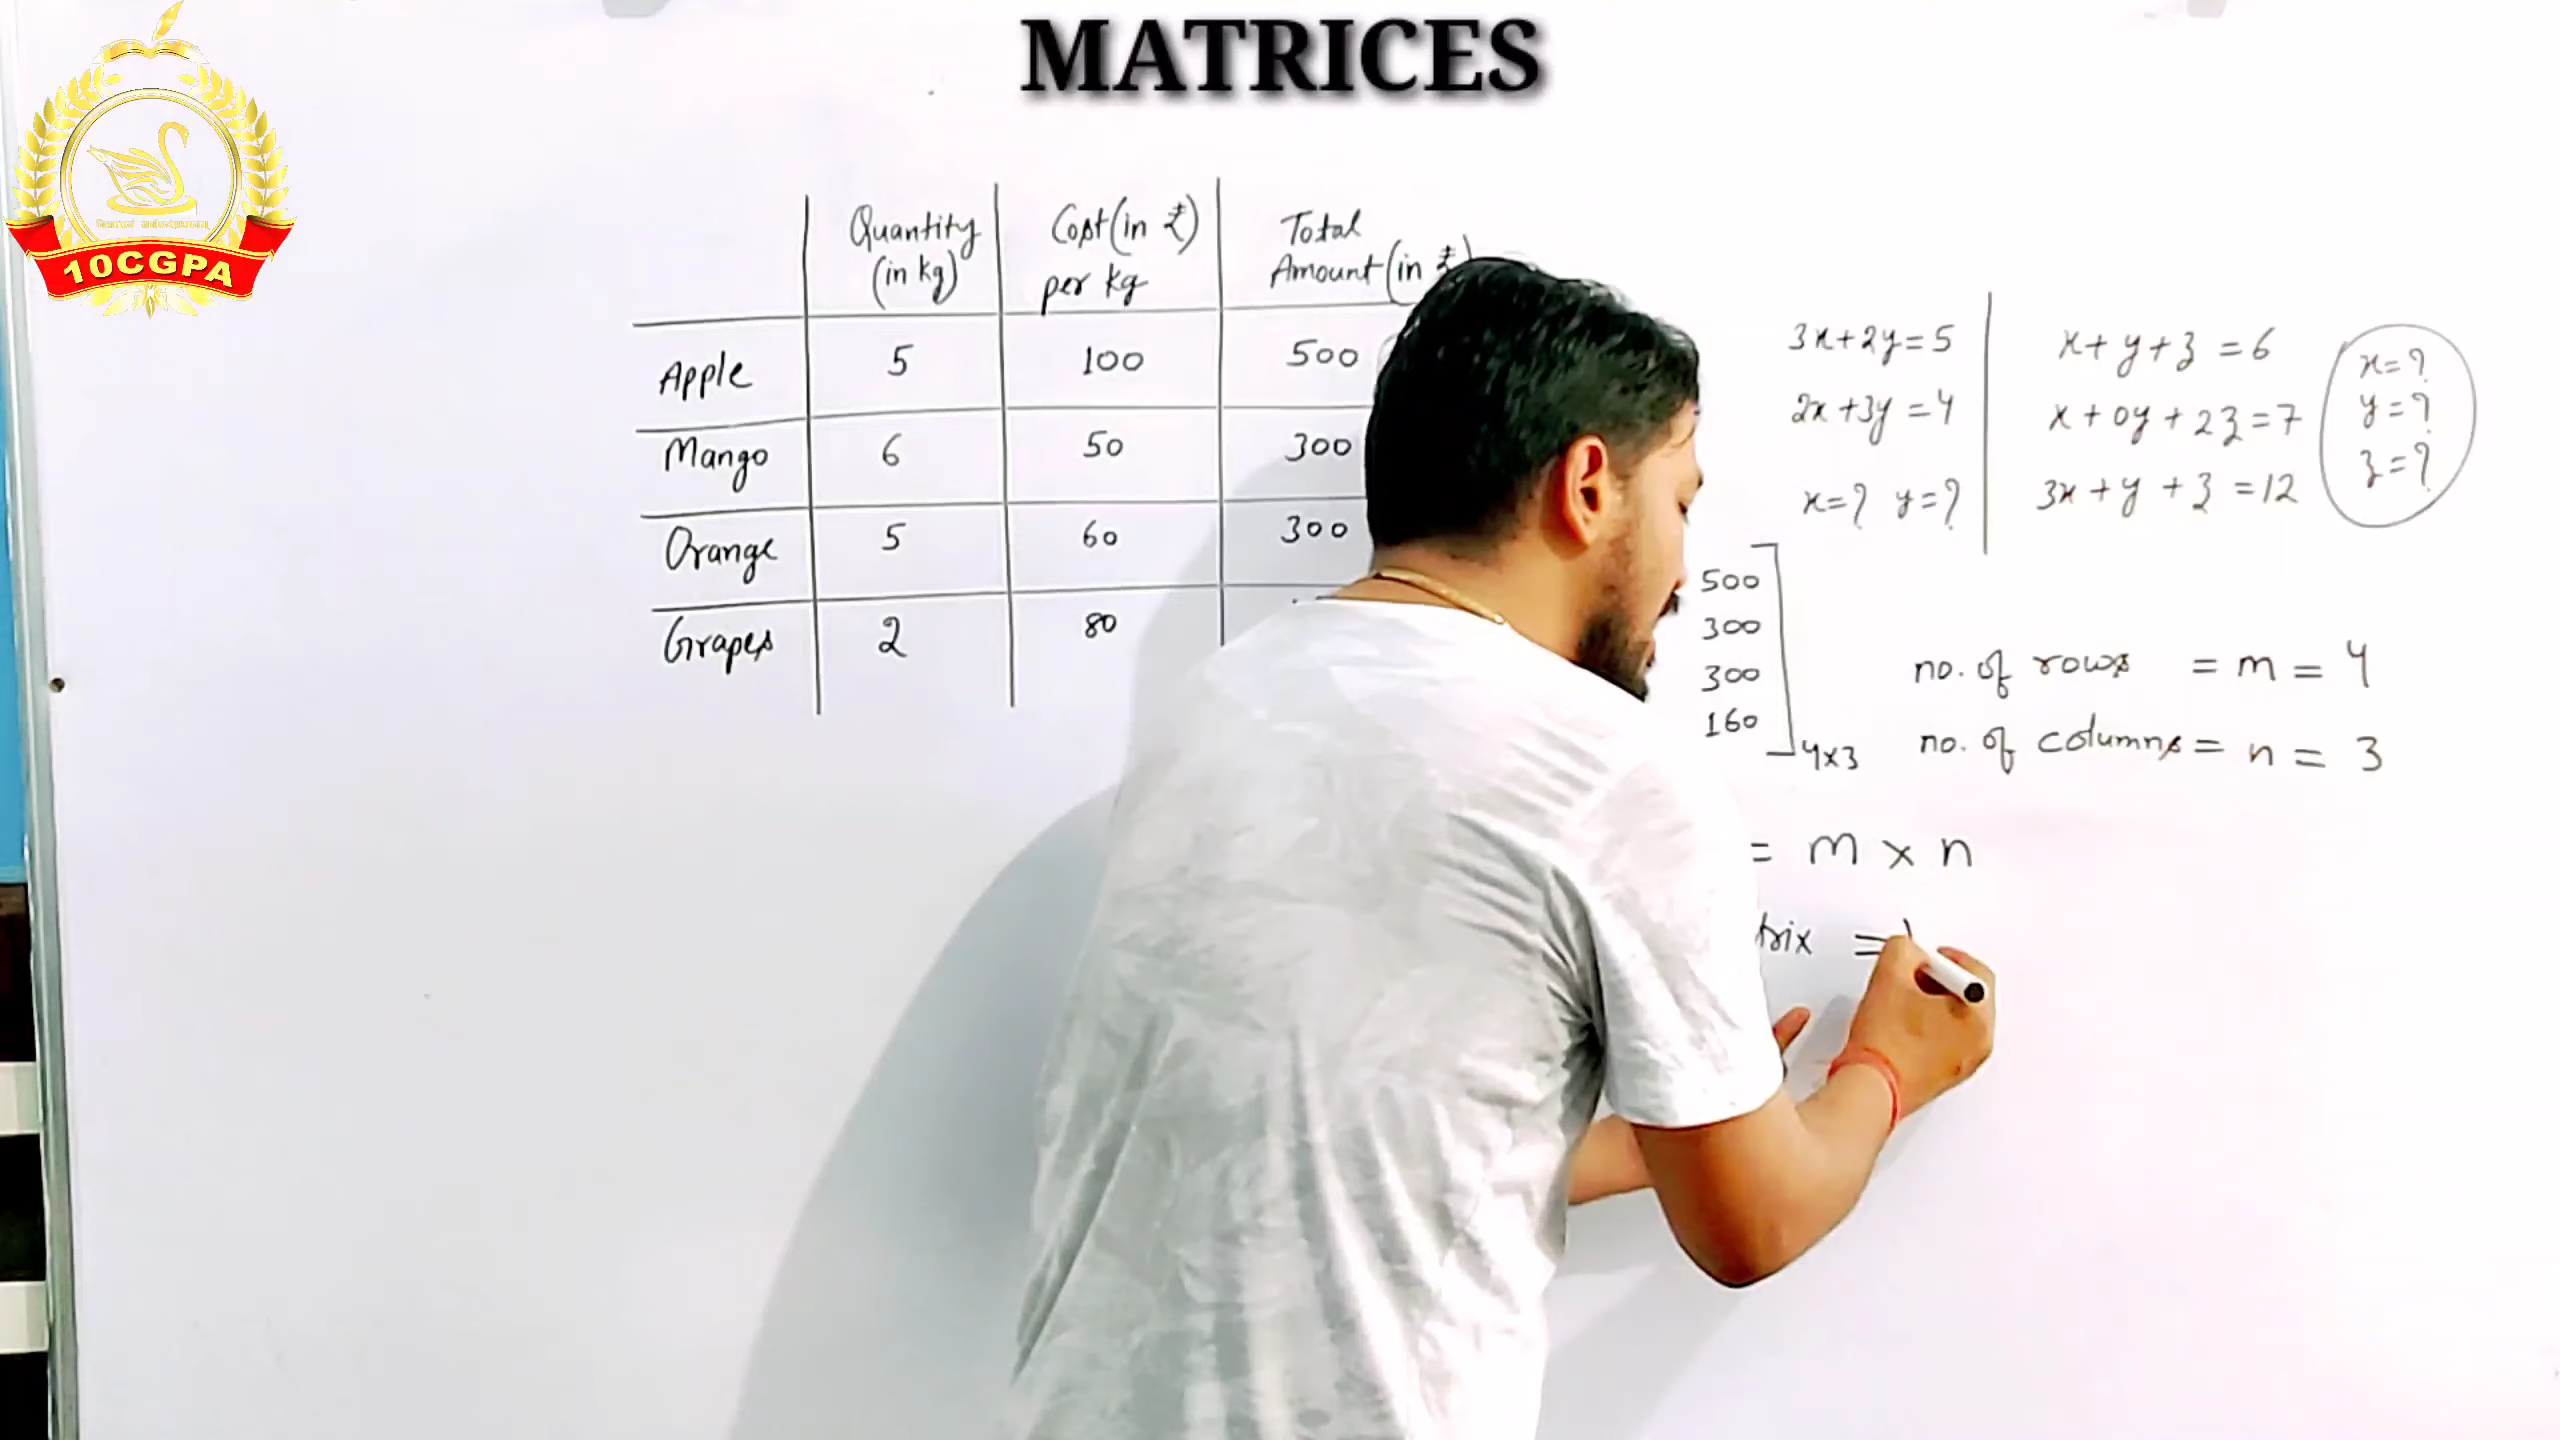 MATRICES
10CGPA
Quantity (in kg) Cost (in ₹) per kg Total Amount (in ₹)
Apple 5 100 500
Mango 6 50 300
Orange 5 60 300
Grapes 2 80
3x+2y=5
2x+3y=4
x=? y=?
x+y+z=6
x+0y+2z=7
3x+y+z=12
x=?
y=?
z=?
500
300
300
160
4x3
no. of rows = m = 4
no. of columns = n = 3
= m x n
trix =